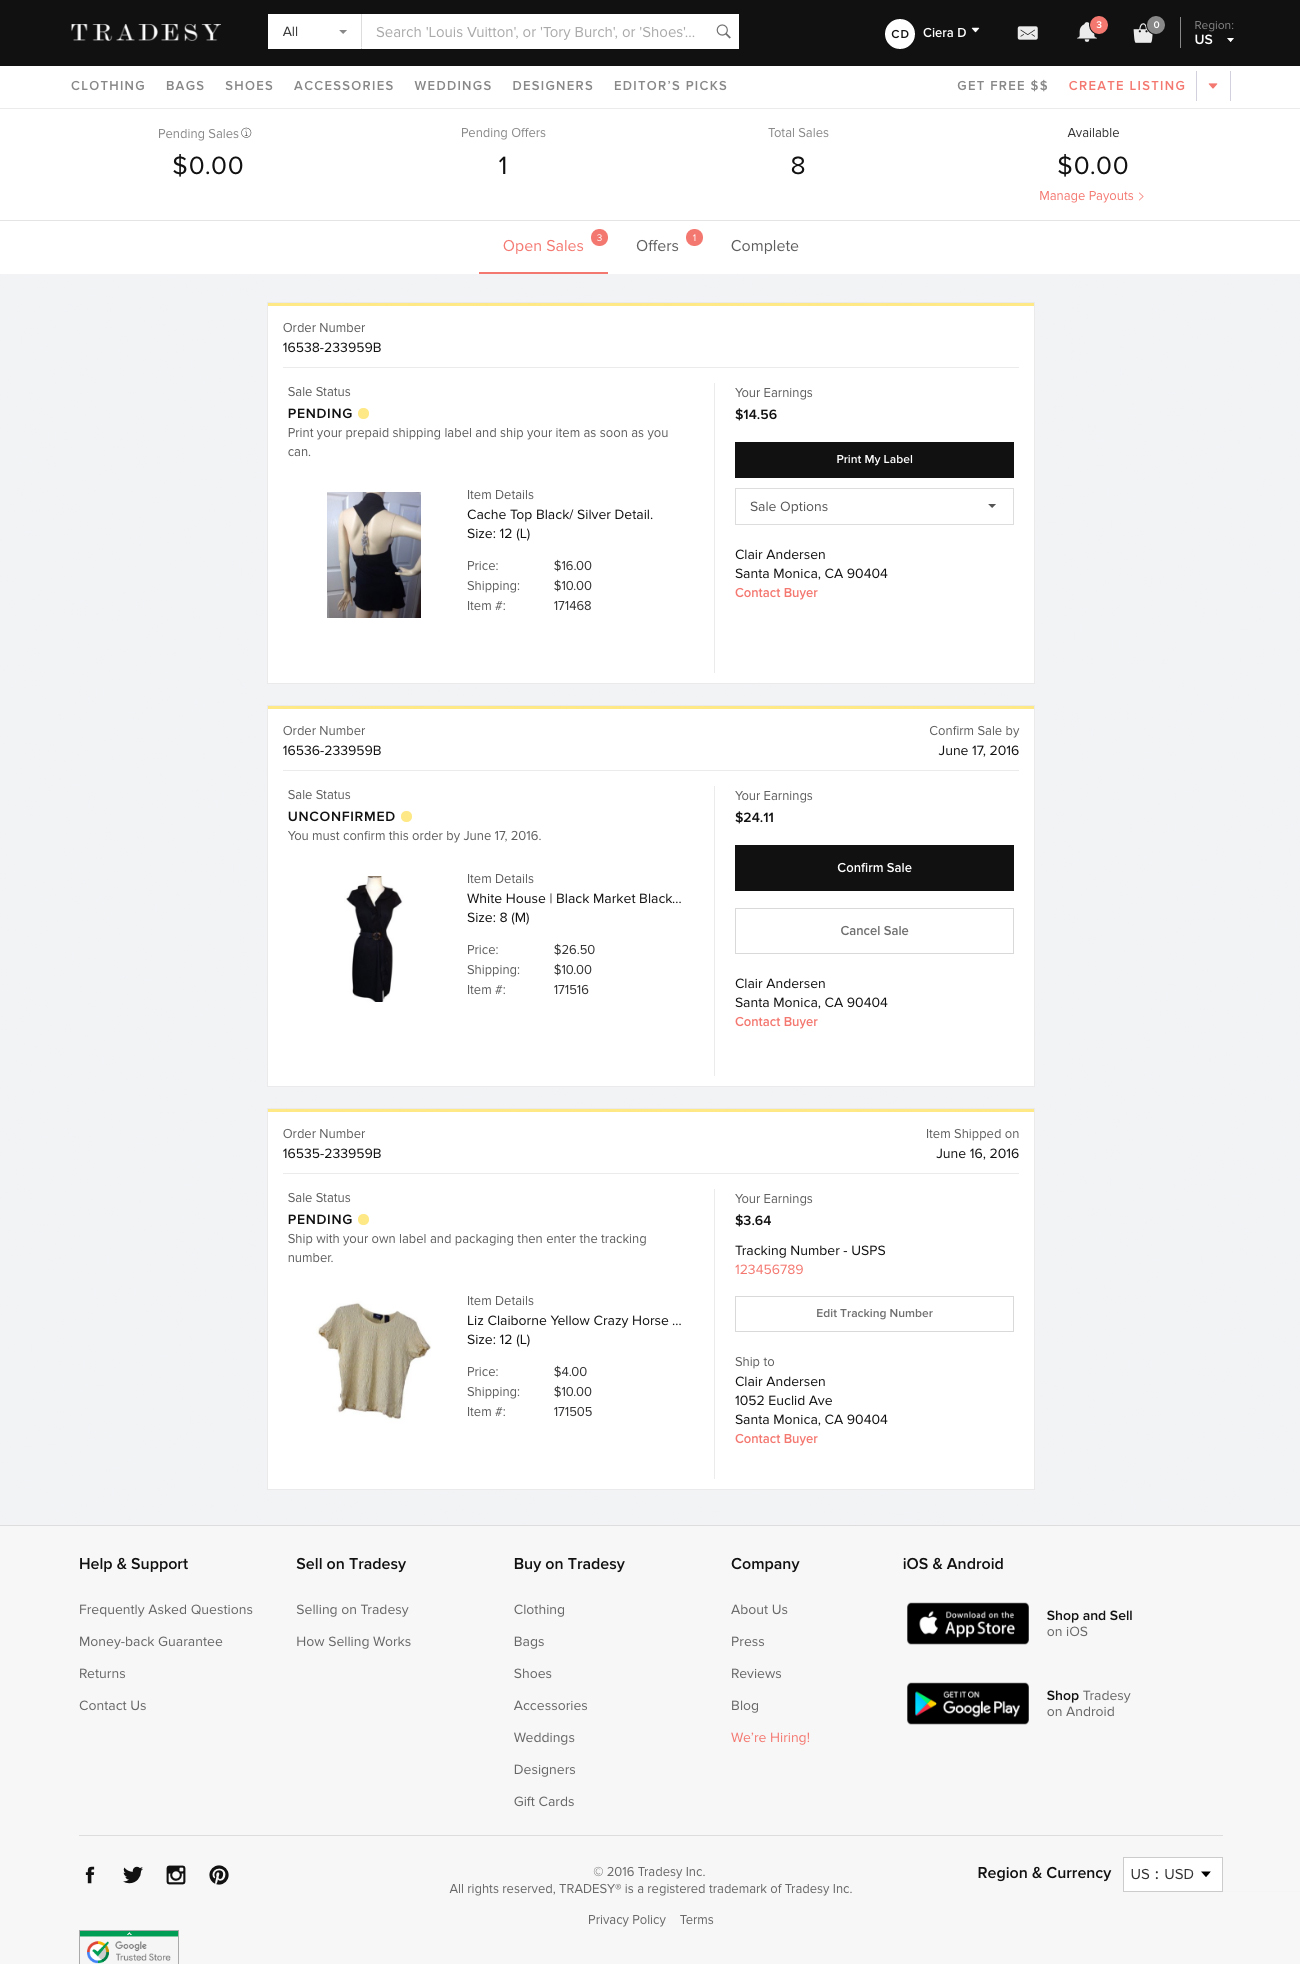 TRADESY
All
Search 'Louis Vuitton', or 'Tory Burch', or 'Shoes'...
CD
Ciera D
3
0
Region:
US
CLOTHING BAGS SHOES ACCESSORIES WEDDINGS DESIGNERS EDITOR'S PICKS GET FREE $$ CREATE LISTING
Pending Sales
$0.00
Pending Offers
1
Total Sales
8
Available
$0.00
Manage Payouts >
Open Sales 3
Offers 1
Complete
Order Number
16538-233959B
Sale Status
PENDING
Print your prepaid shipping label and ship your item as soon as you
can.
Item Details
Cache Top Black/ Silver Detail.
Size: 12 (L)
Price: $16.00
Shipping: $10.00
Item #: 171468
Your Earnings
$14.56
Print My Label
Sale Options
Clair Andersen
Santa Monica, CA 90404
Contact Buyer
Order Number
16536-233959B
Confirm Sale by
June 17, 2016
Sale Status
UNCONFIRMED
You must confirm this order by June 17, 2016.
Item Details
White House | Black Market Black...
Size: 8 (M)
Price: $26.50
Shipping: $10.00
Item #: 171516
Your Earnings
$24.11
Confirm Sale
Cancel Sale
Clair Andersen
Santa Monica, CA 90404
Contact Buyer
Order Number
16535-233959B
Item Shipped on
June 16, 2016
Sale Status
PENDING
Ship with your own label and packaging then enter the tracking
number.
Item Details
Liz Claiborne Yellow Crazy Horse ...
Size: 12 (L)
Price: $4.00
Shipping: $10.00
Item #: 171505
Your Earnings
$3.64
Tracking Number - USPS
123456789
Edit Tracking Number
Ship to
Clair Andersen
1052 Euclid Ave
Santa Monica, CA 90404
Contact Buyer
Help & Support
Frequently Asked Questions
Money-back Guarantee
Returns
Contact Us
Sell on Tradesy
Selling on Tradesy
How Selling Works
Buy on Tradesy
Clothing
Bags
Shoes
Accessories
Weddings
Designers
Gift Cards
Company
About Us
Press
Reviews
Blog
We're Hiring!
iOS & Android
Download on the
App Store
Shop and Sell
on iOS
GET IT ON
Google Play
Shop Tradesy
on Android
© 2016 Tradesy Inc.
All rights reserved, TRADESY® is a registered trademark of Tradesy Inc.
Privacy Policy Terms
Region & Currency
US : USD
Google
Trusted Store